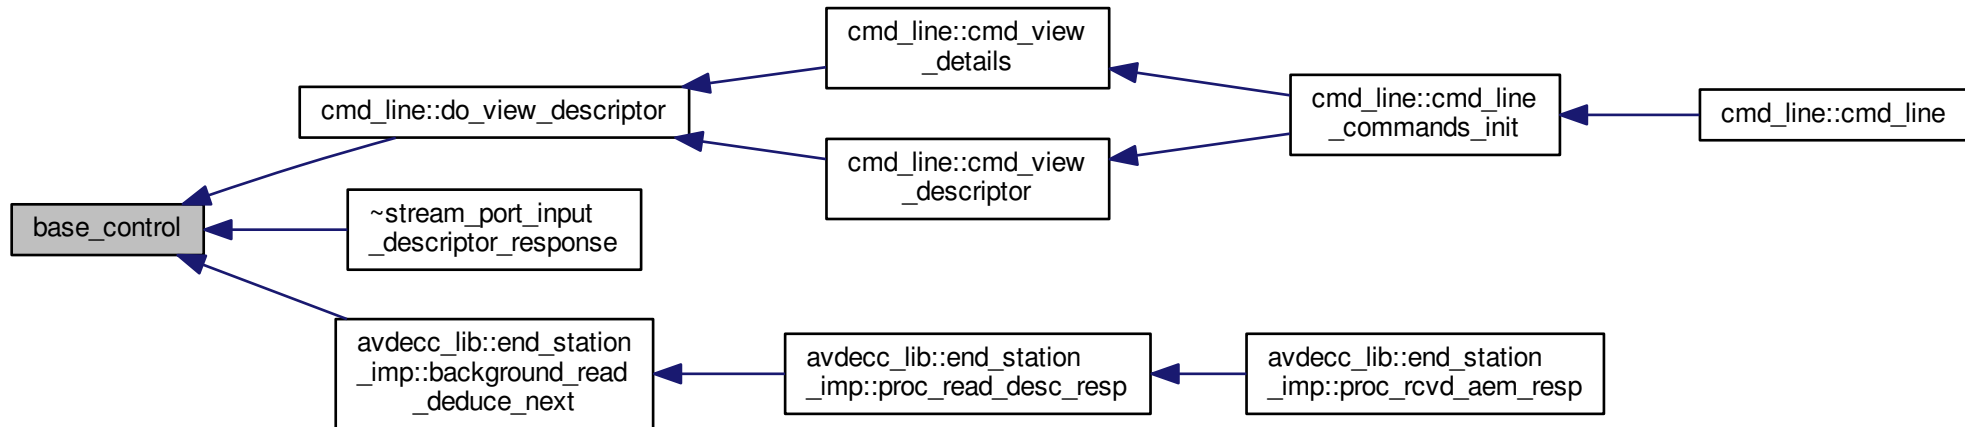 base_control
cmd_line::do_view_descriptor
~stream_port_input
_descriptor_response
avdecc_lib::end_station
_imp::background_read
_deduce_next
cmd_line::cmd_view
_details
cmd_line::cmd_view
_descriptor
avdecc_lib::end_station
_imp::proc_read_desc_resp
cmd_line::cmd_line
_commands_init
avdecc_lib::end_station
_imp::proc_rcvd_aem_resp
cmd_line::cmd_line